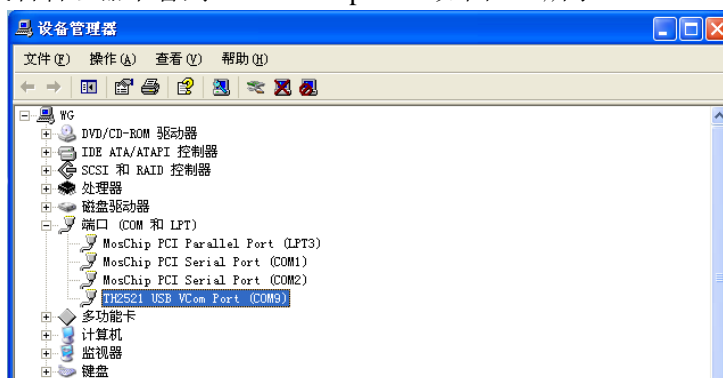 设备管理器
文件(F) 操作(A) 查看(V) 帮助(H)
WG
DVD/CD-ROM 驱动器
IDE ATA/ATAPI 控制器
SCSI 和 RAID 控制器
处理器
磁盘驱动器
端口 (COM 和 LPT)
MosChip PCI Parallel Port (LPT3)
MosChip PCI Serial Port (COM1)
MosChip PCI Serial Port (COM2)
TH2521 USB VCom Port (COM9)
多功能卡
计算机
监视器
键盘